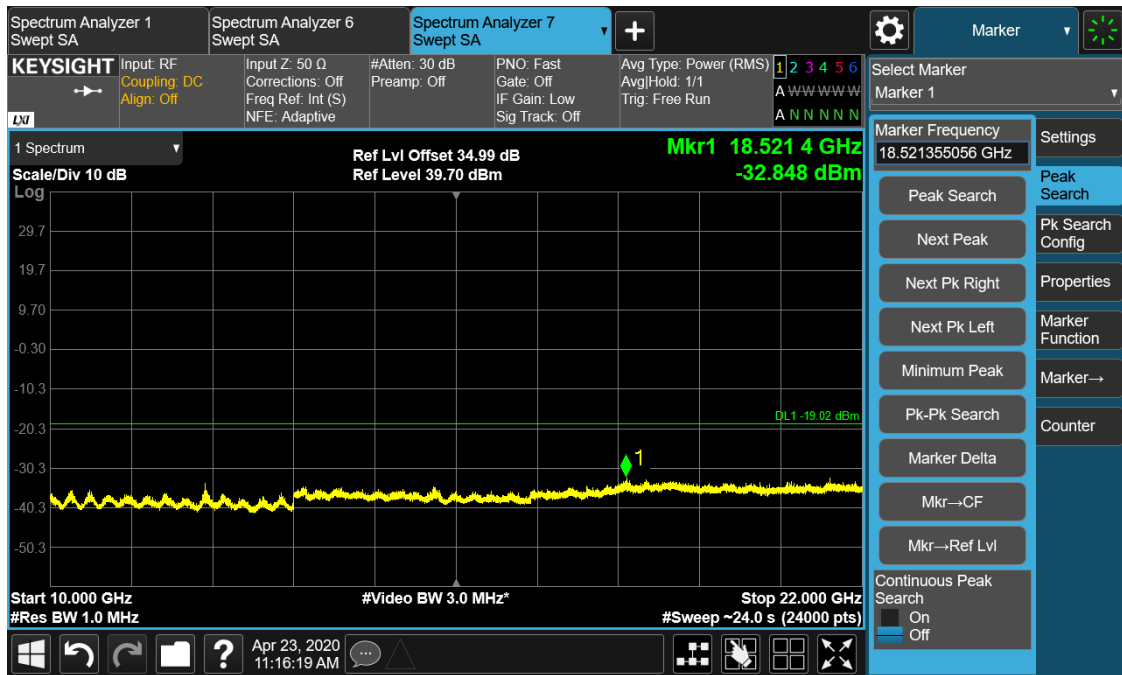 Spectrum Analyzer 1
Swept SA
Spectrum Analyzer 6
Swept SA
Spectrum Analyzer 7
Swept SA
Marker
KEYSIGHT
LXI
Input: RF
Coupling: DC
Align: Off
Input Z: 50 Ω
Corrections: Off
Freq Ref: Int (S)
NFE: Adaptive
#Atten: 30 dB
Preamp: Off
PNO: Fast
Gate: Off
IF Gain: Low
Sig Track: Off
Avg Type: Power (RMS)
Avg|Hold: 1/1
Trig: Free Run
1 2 3 4 5 6
A W W W W W
A N N N N N
Select Marker
Marker 1
1 Spectrum
Scale/Div 10 dB
Log
Ref Lvl Offset 34.99 dB
Ref Level 39.70 dBm
Mkr1 18.521 4 GHz
-32.848 dBm
29.7
19.7
9.70
-0.30
-10.3
-20.3
-30.3
-40.3
-50.3
DL1 -19.02 dBm
1
Start 10.000 GHz
#Res BW 1.0 MHz
#Video BW 3.0 MHz*
Stop 22.000 GHz
#Sweep ~24.0 s (24000 pts)
Marker Frequency
18.521355056 GHz
Peak Search
Next Peak
Next Pk Right
Next Pk Left
Minimum Peak
Pk-Pk Search
Marker Delta
Mkr→CF
Mkr→Ref Lvl
Continuous Peak
Search
On
Off
Settings
Peak
Search
Pk Search
Config
Properties
Marker
Function
Marker→
Counter
?
Apr 23, 2020
11:16:19 AM